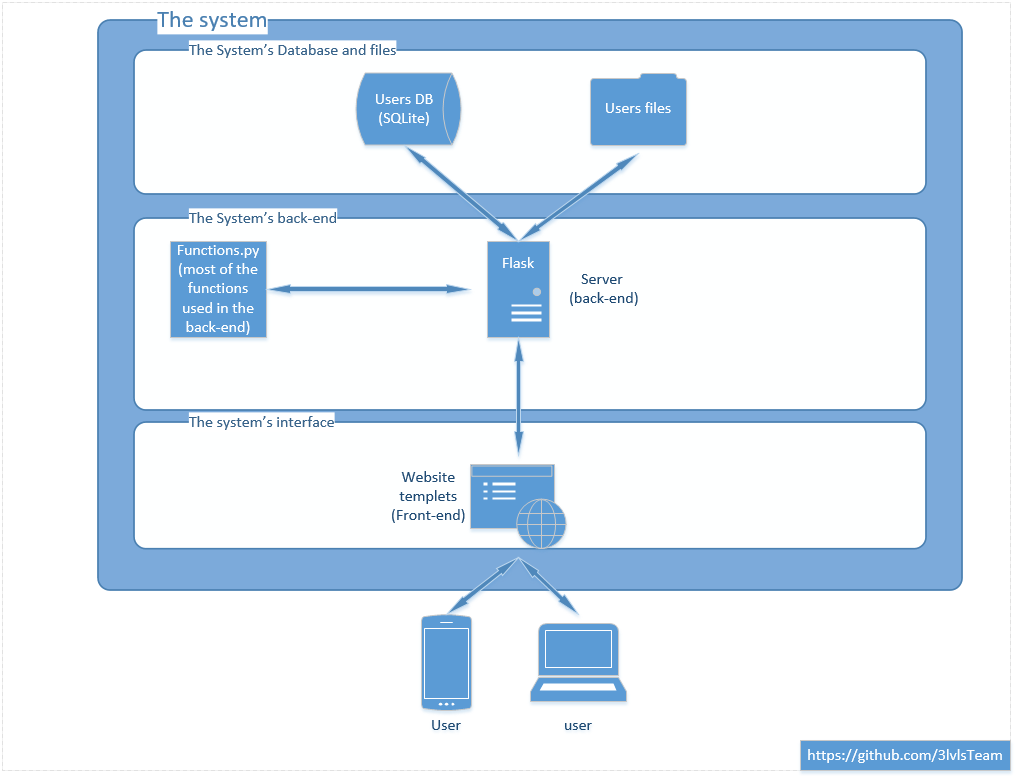 The system
The System's Database and files
Users DB
(SQLite)
Users files
The System's back-end
Functions.py
(most of the
functions
used in the
back-end)
Flask
Server
(back-end)
The system's interface
Website
templets
(Front-end)
User
user
https://github.com/3lvlsTeam